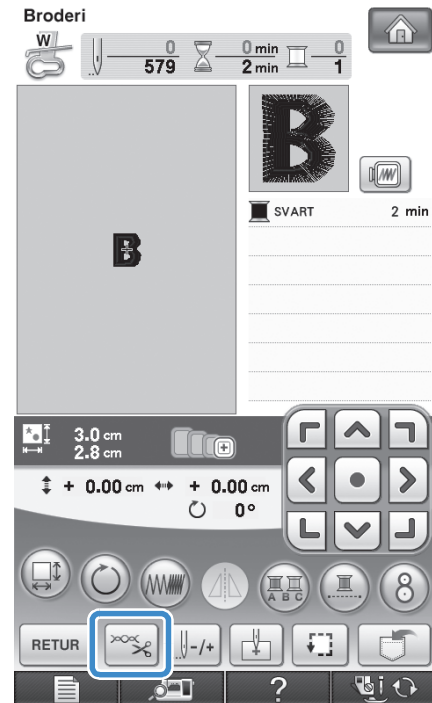 Broderi
W
0
579
0 min
2 min
0
1
B
SVART 2 min
B
3.0 cm
2.8 cm
+ 0.00 cm + 0.00 cm
0°
A B C
8
RETUR
-/+
?